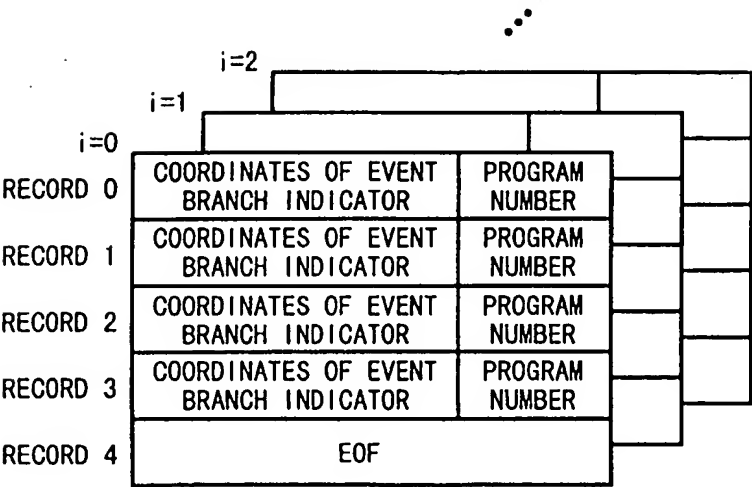 i=2
i=1
i=0
RECORD 0 COORDINATES OF EVENT BRANCH INDICATOR PROGRAM NUMBER
RECORD 1 COORDINATES OF EVENT BRANCH INDICATOR PROGRAM NUMBER
RECORD 2 COORDINATES OF EVENT BRANCH INDICATOR PROGRAM NUMBER
RECORD 3 COORDINATES OF EVENT BRANCH INDICATOR PROGRAM NUMBER
RECORD 4 EOF